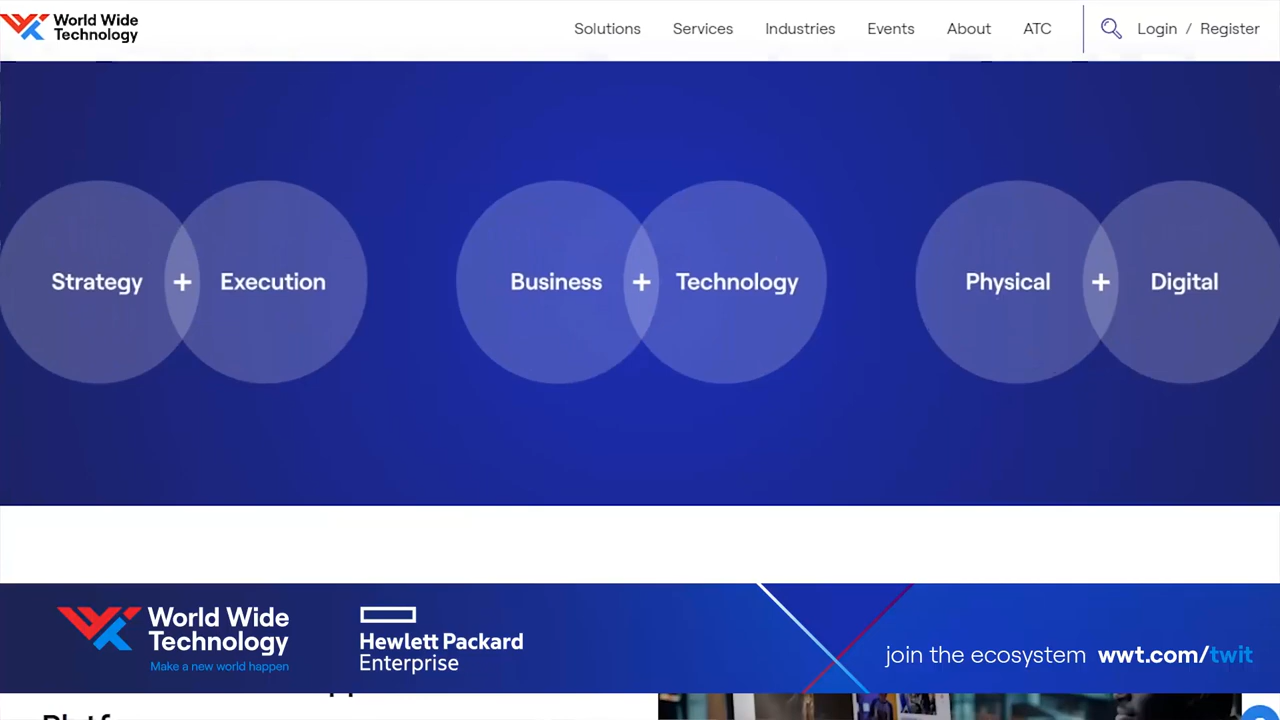 World Wide
Technology
Solutions Services Industries Events About ATC Login / Register
Strategy + Execution Business + Technology Physical + Digital
World Wide
Technology
Make a new world happen
Hewlett Packard
Enterprise
join the ecosystem wwt.com/twit